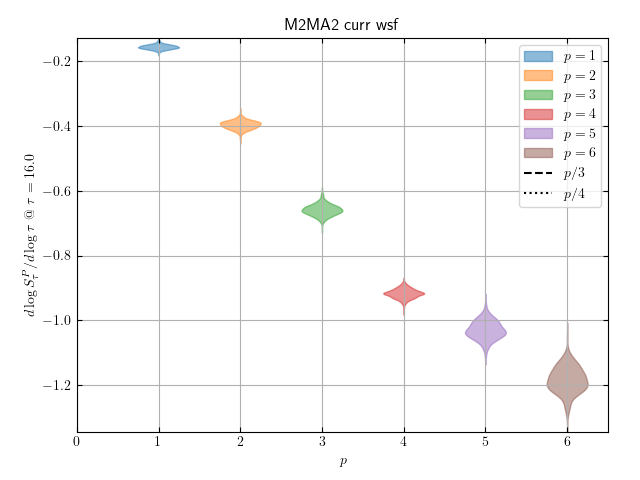 M2MA2 curr wsf
d log S_τ^P / d log τ @ τ = 16.0
−0.2
−0.4
−0.6
−0.8
−1.0
−1.2
0 1 2 3 4 5 6
p
p = 1
p = 2
p = 3
p = 4
p = 5
p = 6
p/3
p/4